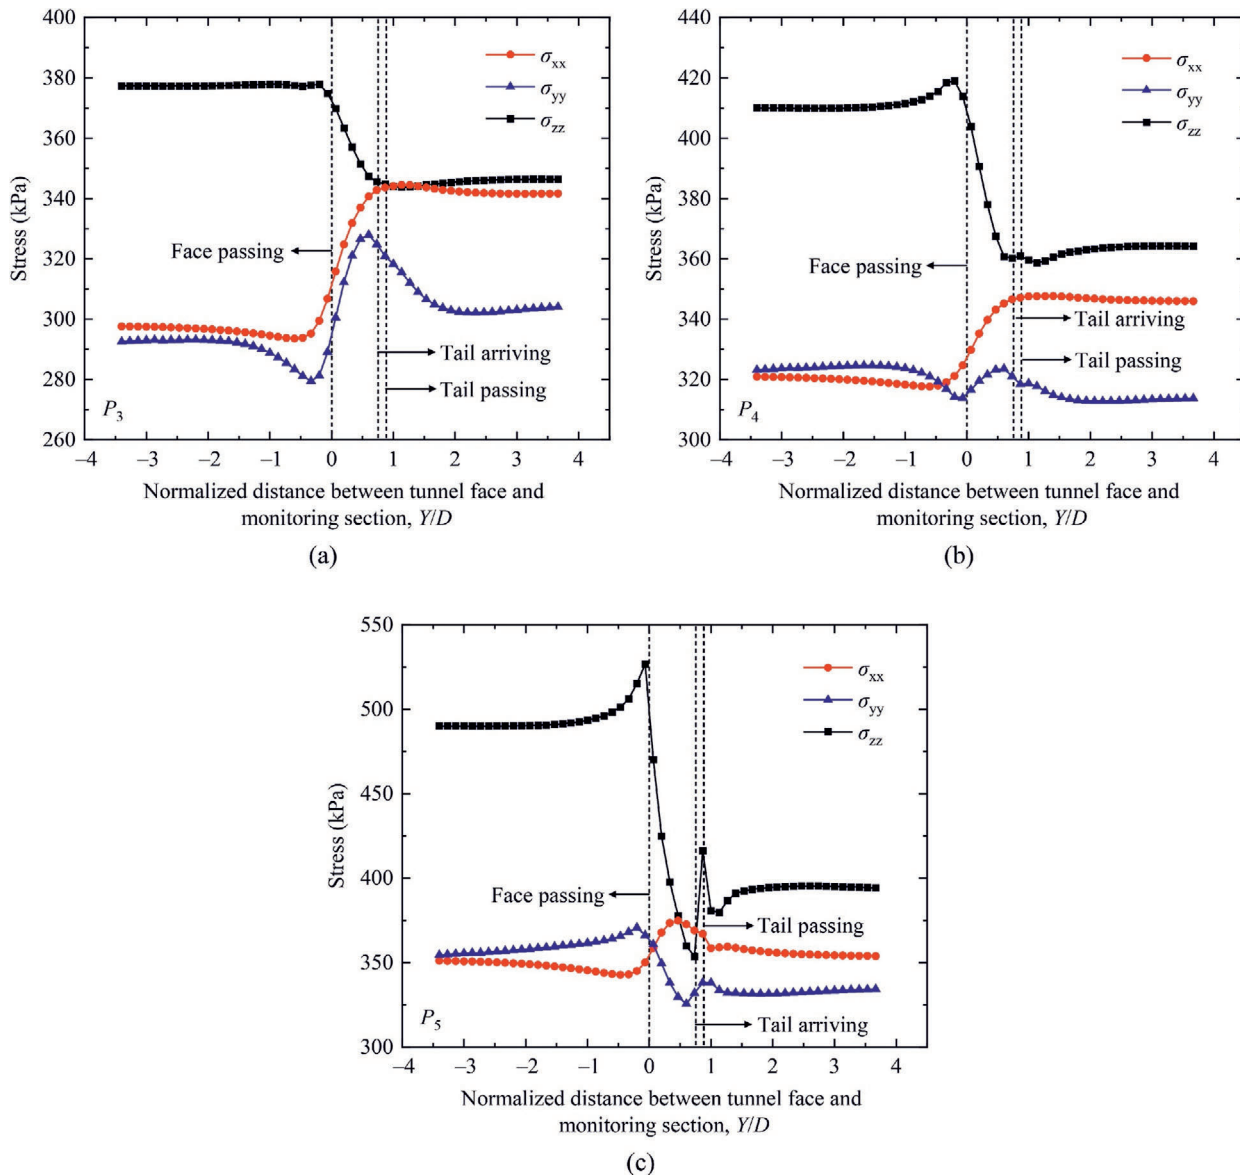 400
380
360
340
320
300
280
260
Stress (kPa)
σxx
σyy
σzz
Face passing
Tail arriving
Tail passing
P3
–4 –3 –2 –1 0 1 2 3 4
Normalized distance between tunnel face and
monitoring section, Y/D
(a)
440
420
400
380
360
340
320
300
Stress (kPa)
σxx
σyy
σzz
Face passing
Tail arriving
Tail passing
P4
–4 –3 –2 –1 0 1 2 3 4
Normalized distance between tunnel face and
monitoring section, Y/D
(b)
550
500
450
400
350
300
Stress (kPa)
σxx
σyy
σzz
Face passing
Tail passing
Tail arriving
P5
–4 –3 –2 –1 0 1 2 3 4
Normalized distance between tunnel face and
monitoring section, Y/D
(c)